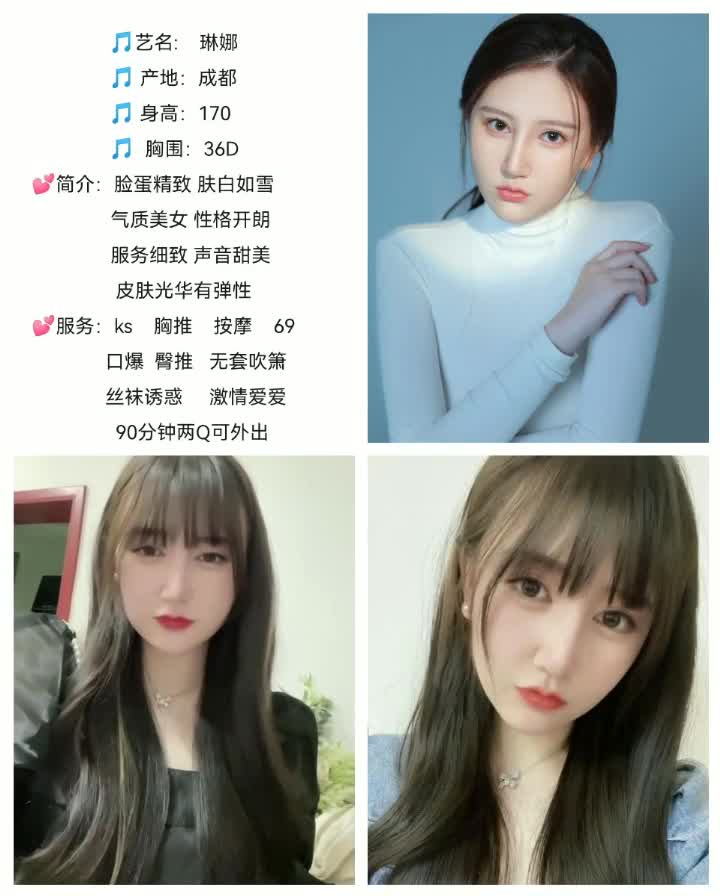 🎵艺名： 琳娜
🎵 产地：成都
🎵 身高：170
🎵 胸围：36D
💕简介：脸蛋精致 肤白如雪
气质美女 性格开朗
服务细致 声音甜美
皮肤光华有弹性
💕服务：ks 胸推 按摩 69
口爆 臀推 无套吹箫
丝袜诱惑 激情爱爱
90分钟两Q可外出